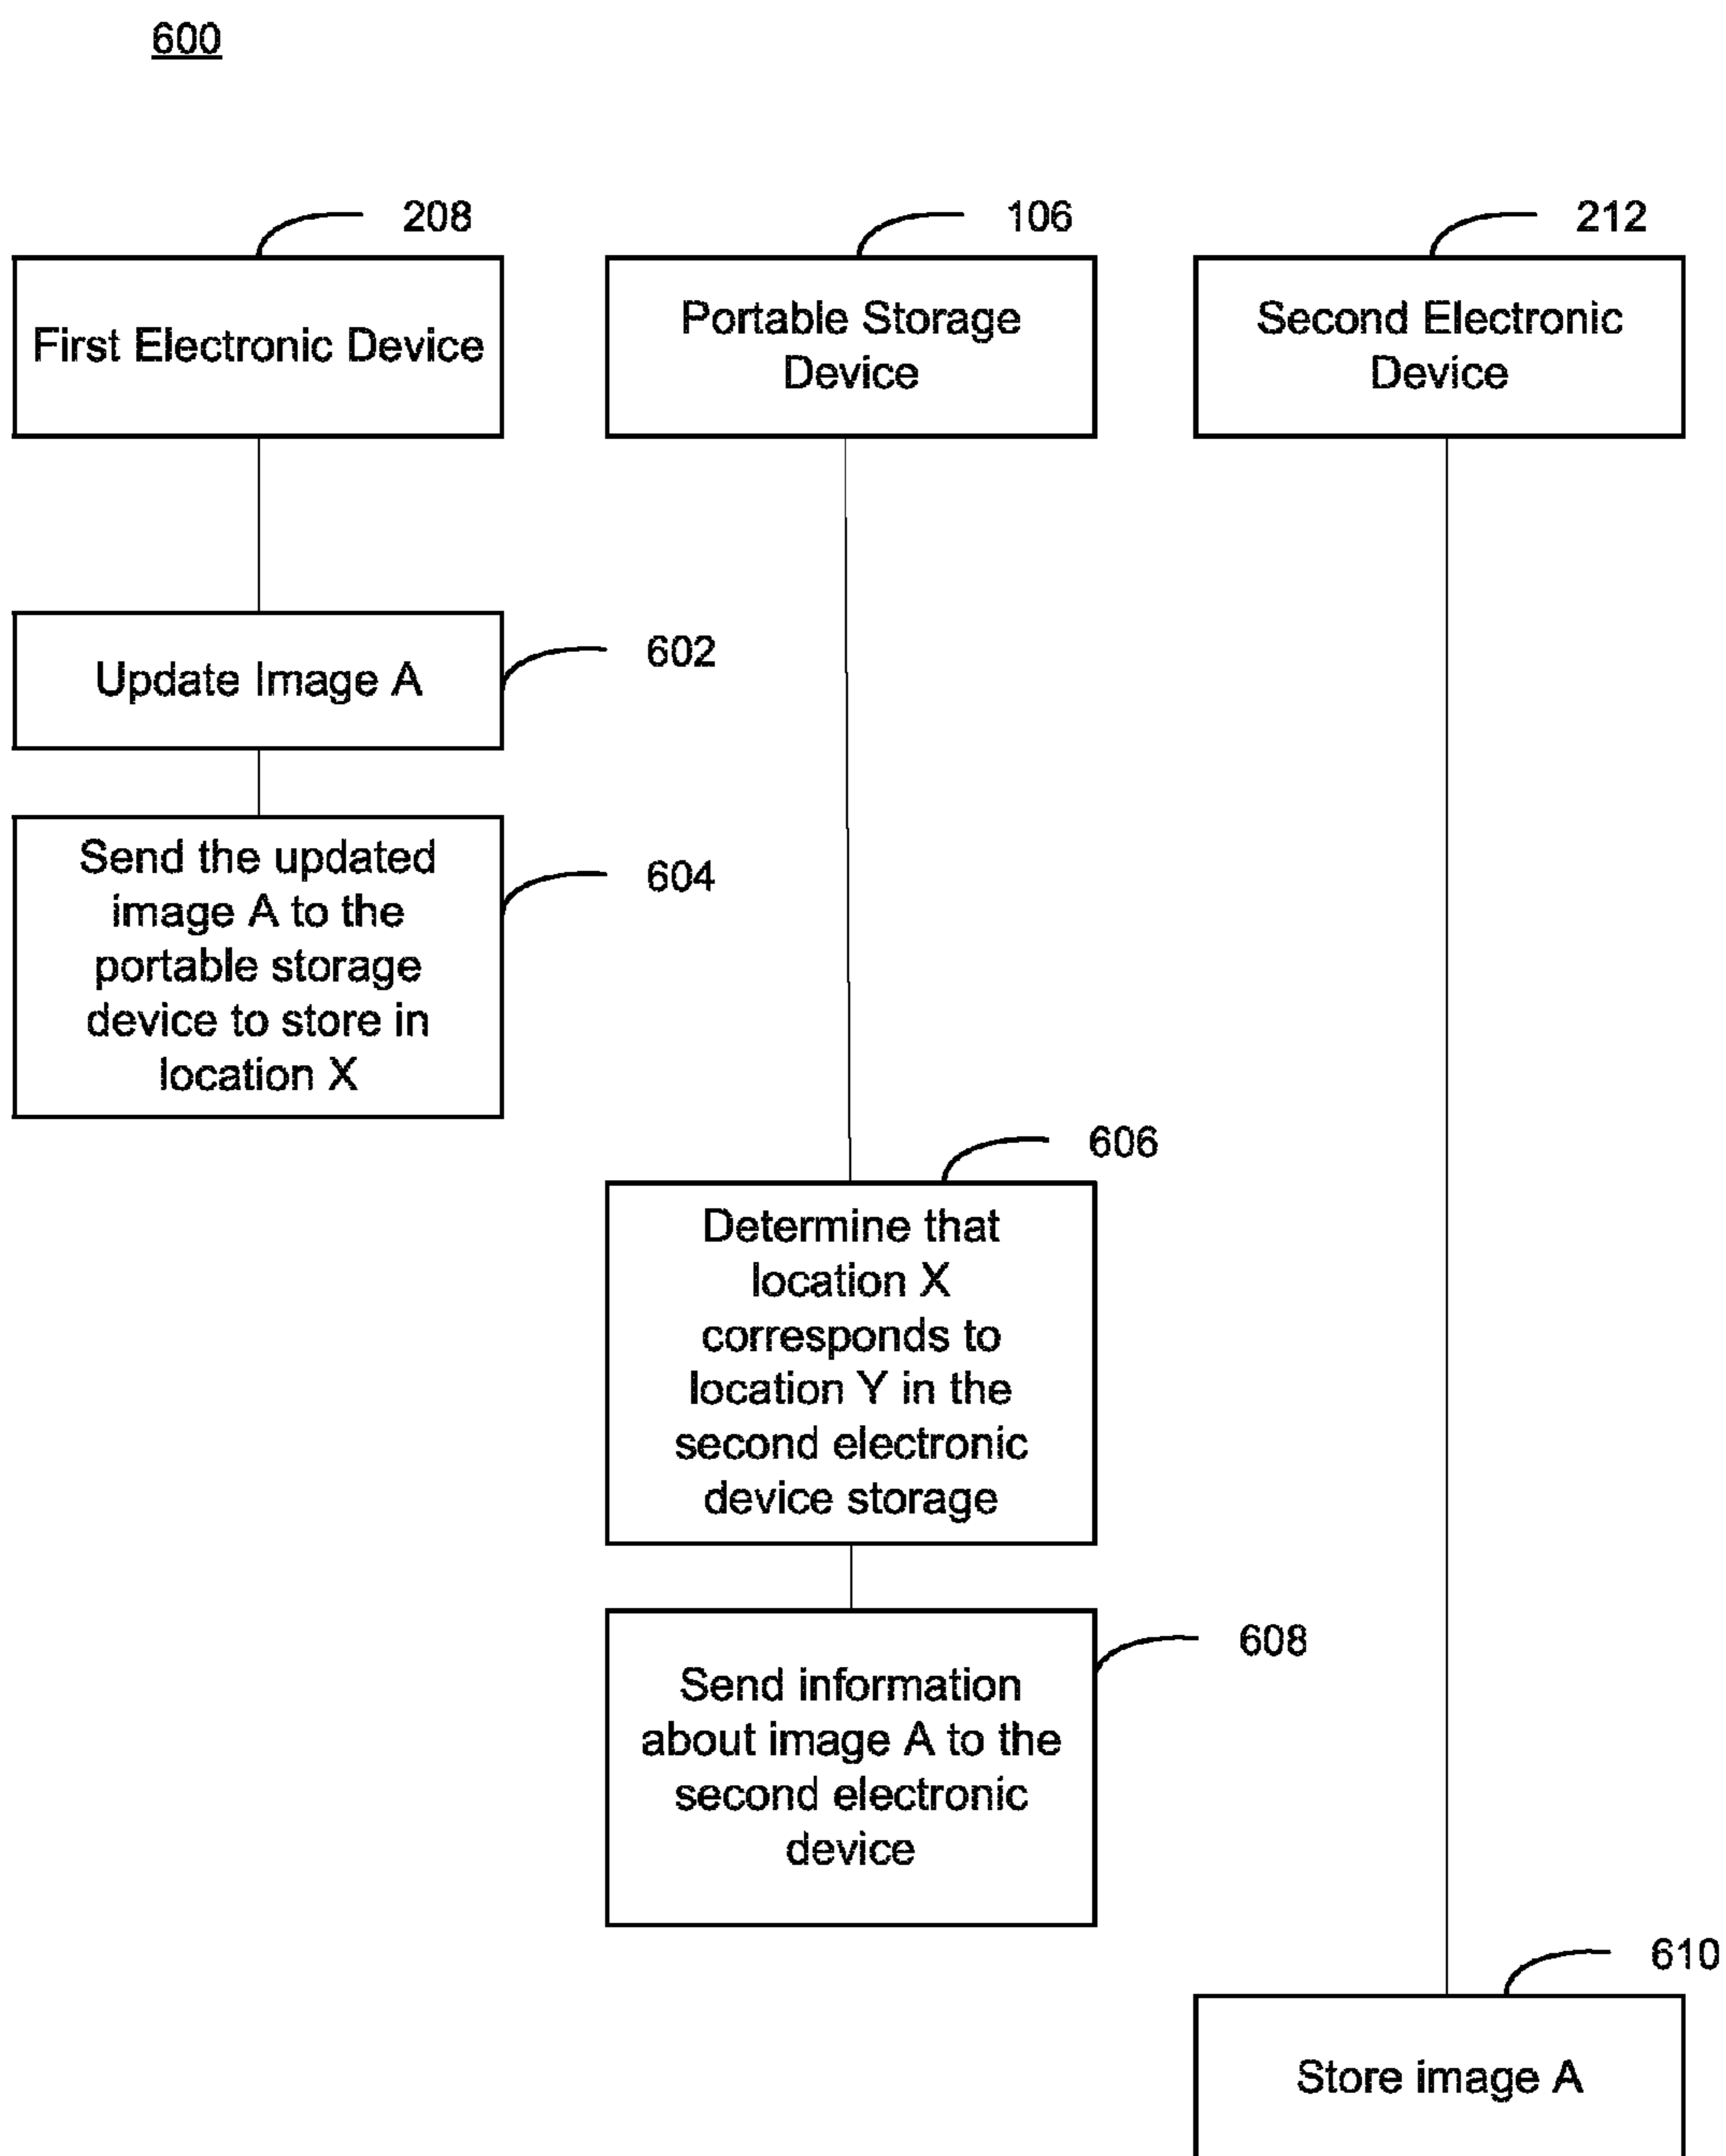 600
208
106
212
First Electronic Device
Portable Storage
Device
Second Electronic
Device
Update Image A
602
Send the updated
image A to the
portable storage
device to store in
location X
604
606
Determine that
location X
corresponds to
location Y in the
second electronic
device storage
608
Send information
about image A to the
second electronic
device
610
Store image A